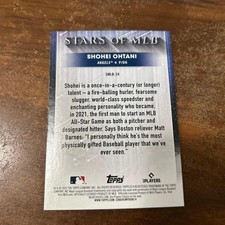 STARS OF MLB
SHOHEI OHTANI
ANGELS
P/DH
SMLB-24
Shohei is a once-in-a-century (or longer)
talent – a fire-balling hurler, fearsome
slugger, world-class speedster and
enchanting personality who became,
in 2021, the first man to start an MLB
All-Star Game as both a pitcher and
designated hitter. Says Boston reliever Matt
Barnes: "I personally think he's the most
physically gifted Baseball player that we've
ever seen."
TOPPS
PLAYERS